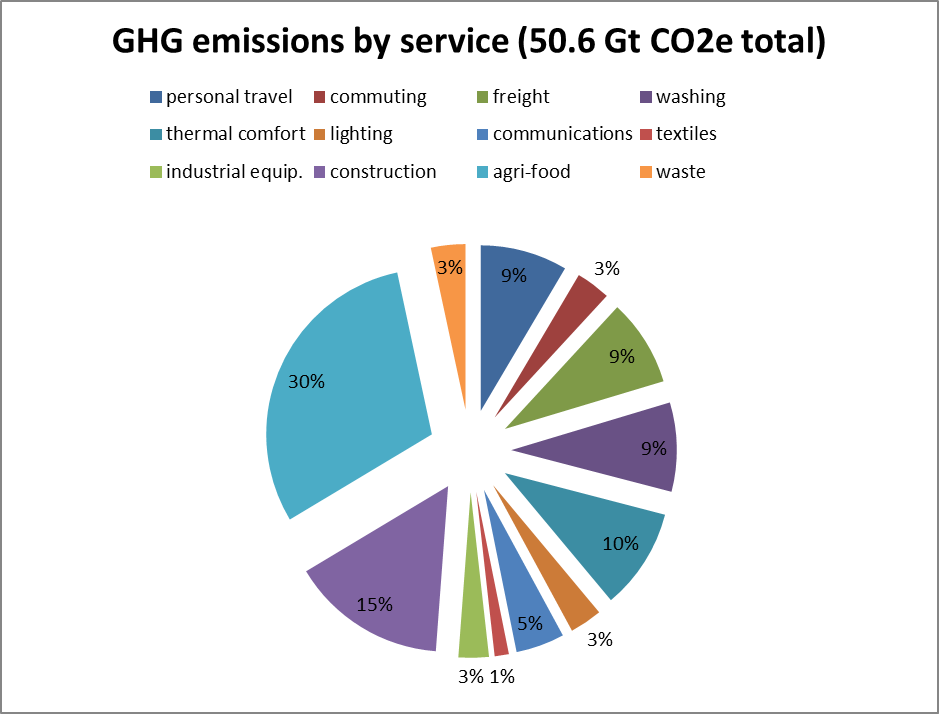 GHG emissions by service (50.6 Gt CO2e total)
personal travel commuting freight washing
thermal comfort lighting communications textiles
industrial equip. construction agri-food waste
3% 9% 3%
9%
30%
9%
10%
15% 5% 3%
3% 1%